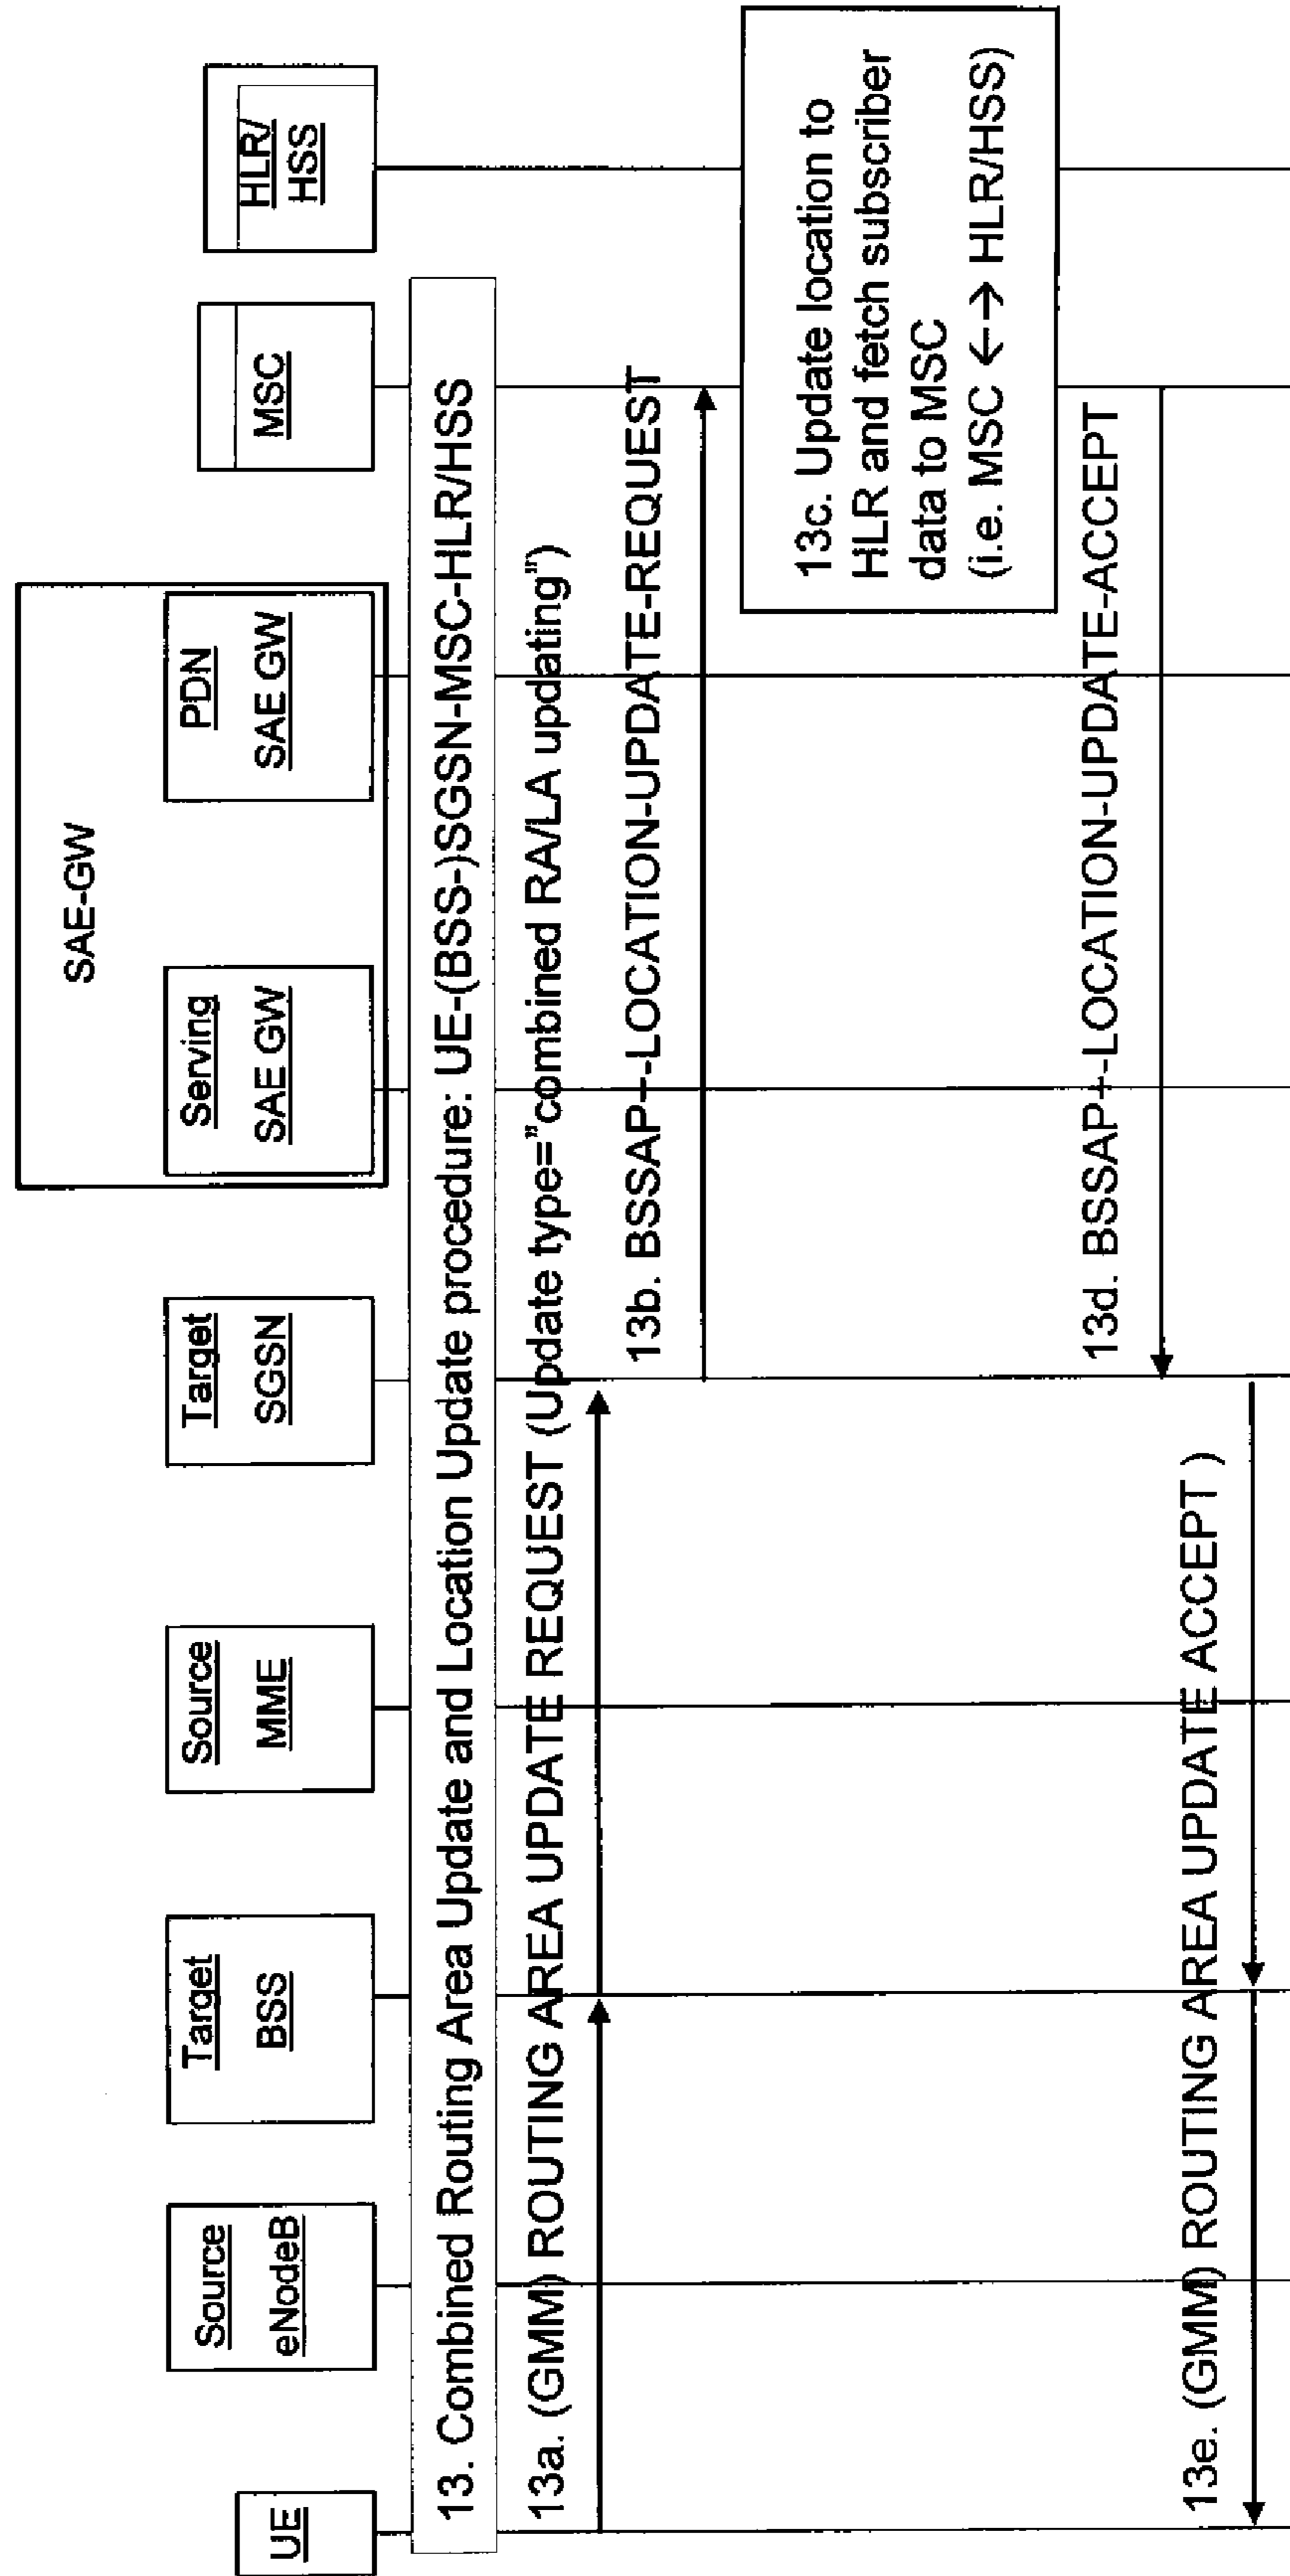 UE
Source
eNodeB
Target
BSS
Source
MME
Target
SGSN
SAE-GW
Serving
SAE GW
PDN
SAE GW
MSC
HLR/
HSS
13. Combined Routing Area Update and Location Update procedure: UE-(BSS-)SGSN-MSC-HLR/HSS
13a. (GMM) ROUTING AREA UPDATE REQUEST (Update type="combined RA/LA updating")
13b. BSSAP+-LOCATION-UPDATE-REQUEST
13c. Update location to
HLR and fetch subscriber
data to MSC
(i.e. MSC ←→ HLR/HSS)
13d. BSSAP+-LOCATION-UPDATE-ACCEPT
13e. (GMM) ROUTING AREA UPDATE ACCEPT )